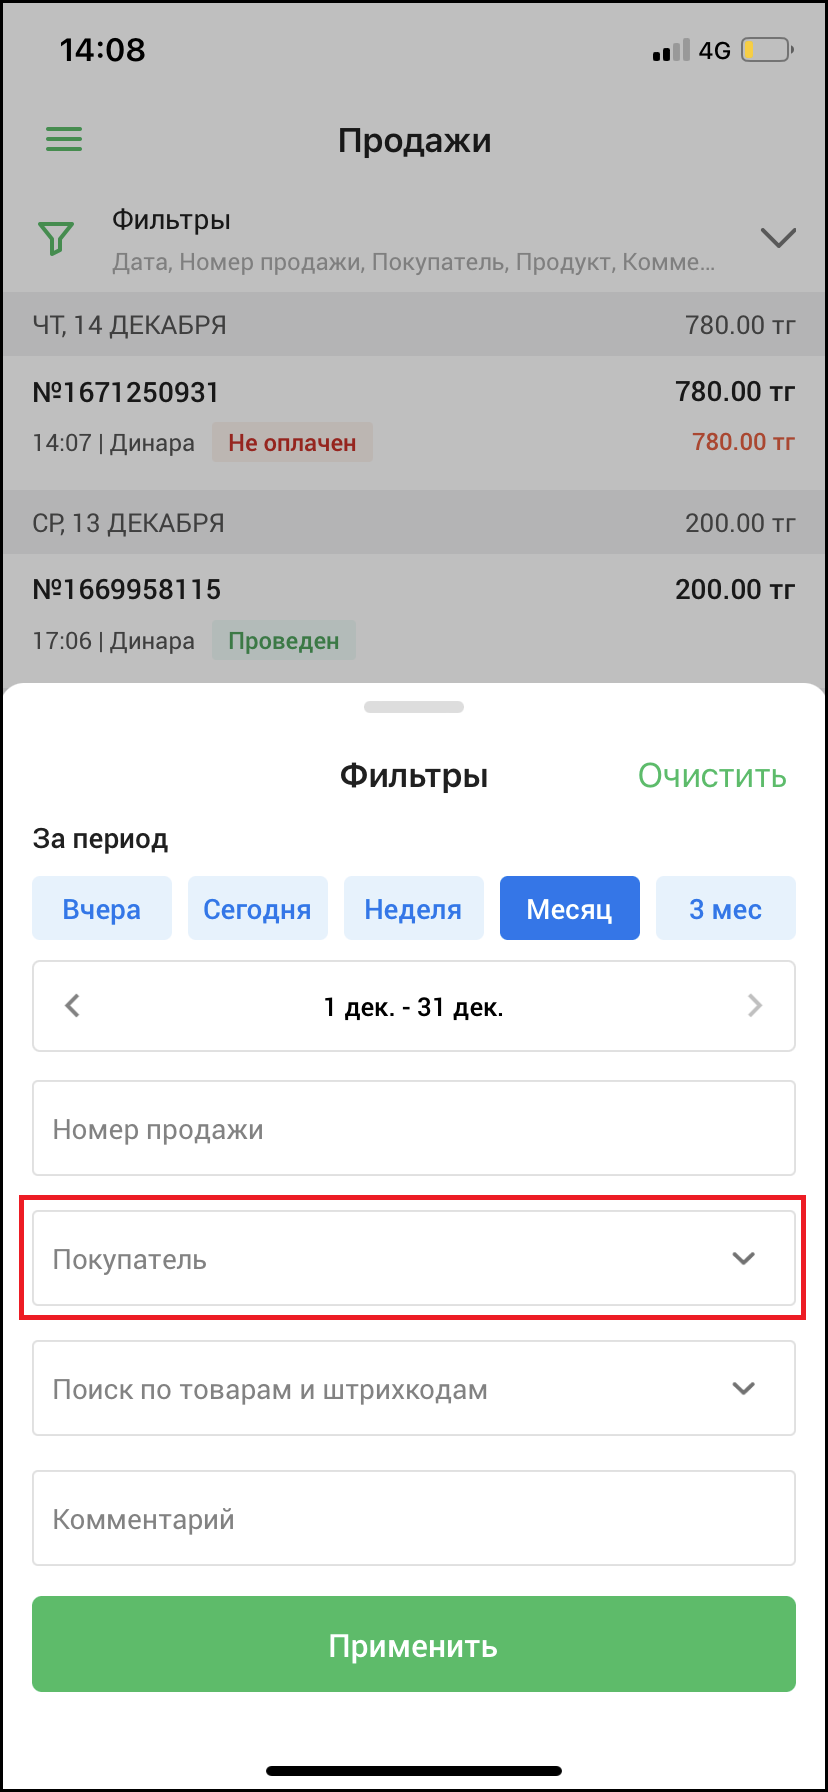 14:08 4G
Продажи
Фильтры
Дата, Номер продажи, Покупатель, Продукт, Комме...
ЧТ, 14 ДЕКАБРЯ 780.00 тг
№1671250931 780.00 тг
14:07 | Динара Не оплачен 780.00 тг
СР, 13 ДЕКАБРЯ 200.00 тг
№1669958115 200.00 тг
17:06 | Динара Проведен
Фильтры Очистить
За период
Вчера Сегодня Неделя Месяц 3 мес
1 дек. - 31 дек.
Номер продажи
Покупатель
Поиск по товарам и штрихкодам
Комментарий
Применить